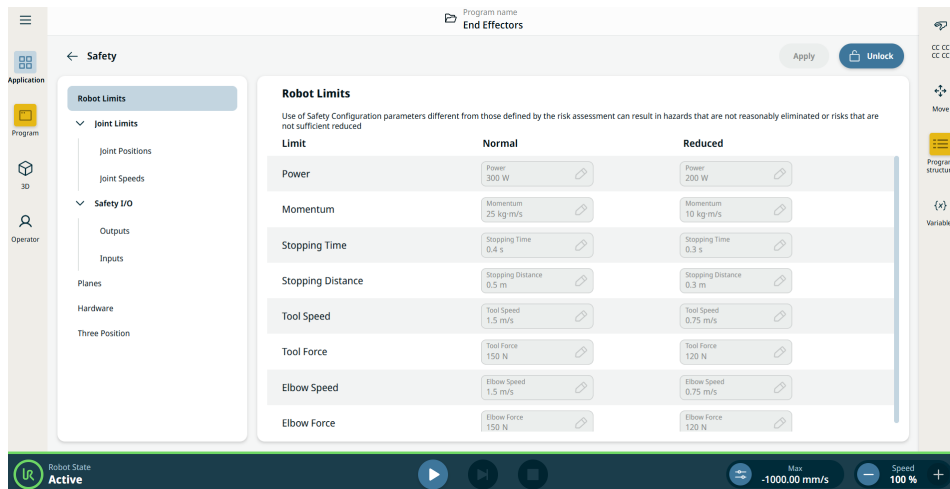 Program name
End Effectors
Safety
Apply
Unlock
Application
Program
3D
Operator
Robot Limits
Joint Limits
Joint Positions
Joint Speeds
Safety I/O
Outputs
Inputs
Planes
Hardware
Three Position
Robot Limits
Use of Safety Configuration parameters different from those defined by the risk assessment can result in hazards that are not reasonably eliminated or risks that are
not sufficient reduced
Limit Normal Reduced
Power Power 300 W Power 200 W
Momentum Momentum 25 kg·m/s Momentum 10 kg·m/s
Stopping Time Stopping Time 0.4 s Stopping Time 0.3 s
Stopping Distance Stopping Distance 0.5 m Stopping Distance 0.3 m
Tool Speed Tool Speed 1.5 m/s Tool Speed 0.75 m/s
Tool Force Tool Force 150 N Tool Force 120 N
Elbow Speed Elbow Speed 1.5 m/s Elbow Speed 0.75 m/s
Elbow Force Elbow Force 150 N Elbow Force 120 N
CC CC
CC CC
Move
Program
structu
{x}
Variable
UR
Robot State
Active
Max
-1000.00 mm/s
Speed
100 %